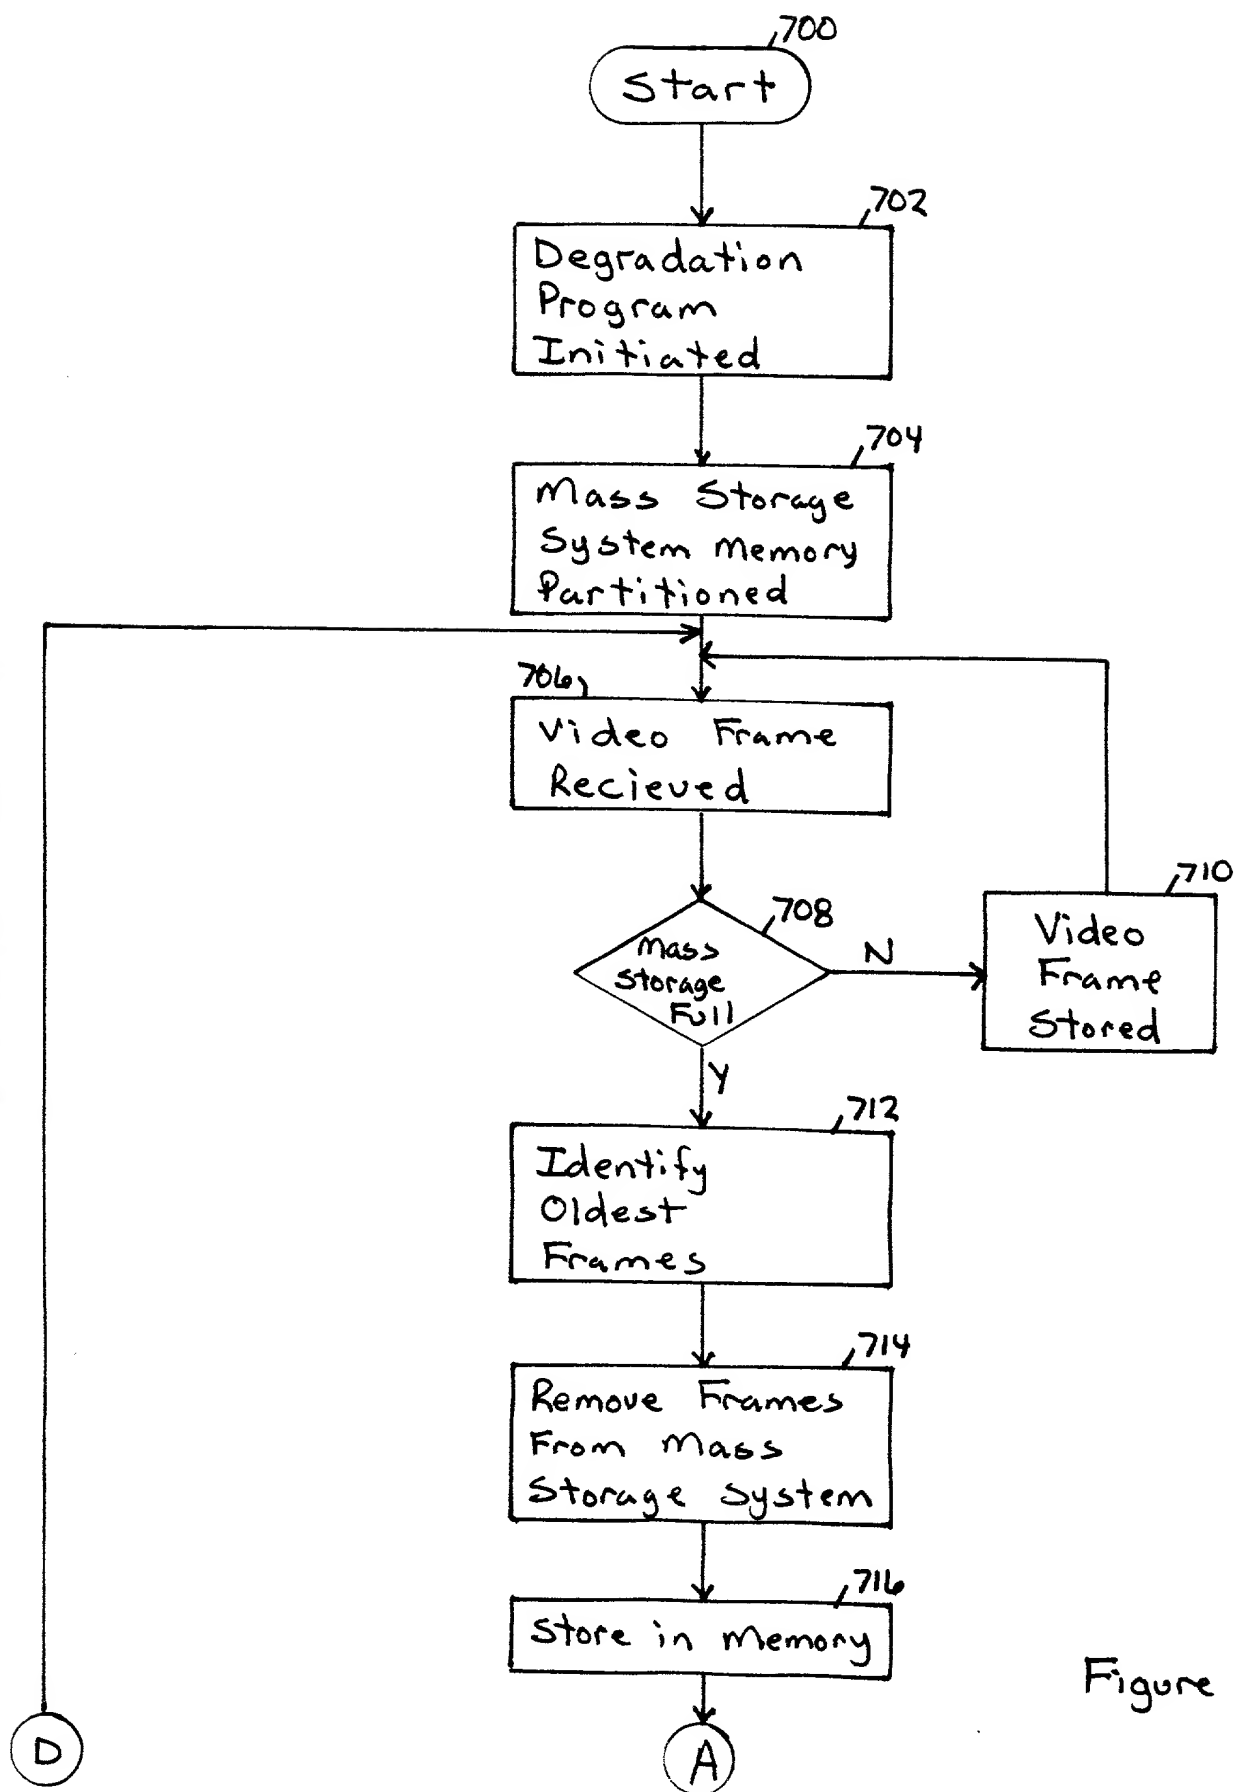 700
Start
702
Degradation
Program
Initiated
704
Mass Storage
System Memory
Partitioned
706
Video Frame
Recieved
708
Mass
Storage
Full
N
710
Video
Frame
Stored
Y
712
Identify
Oldest
Frames
714
Remove Frames
From Mass
Storage System
716
Store in Memory
Figure
D
A